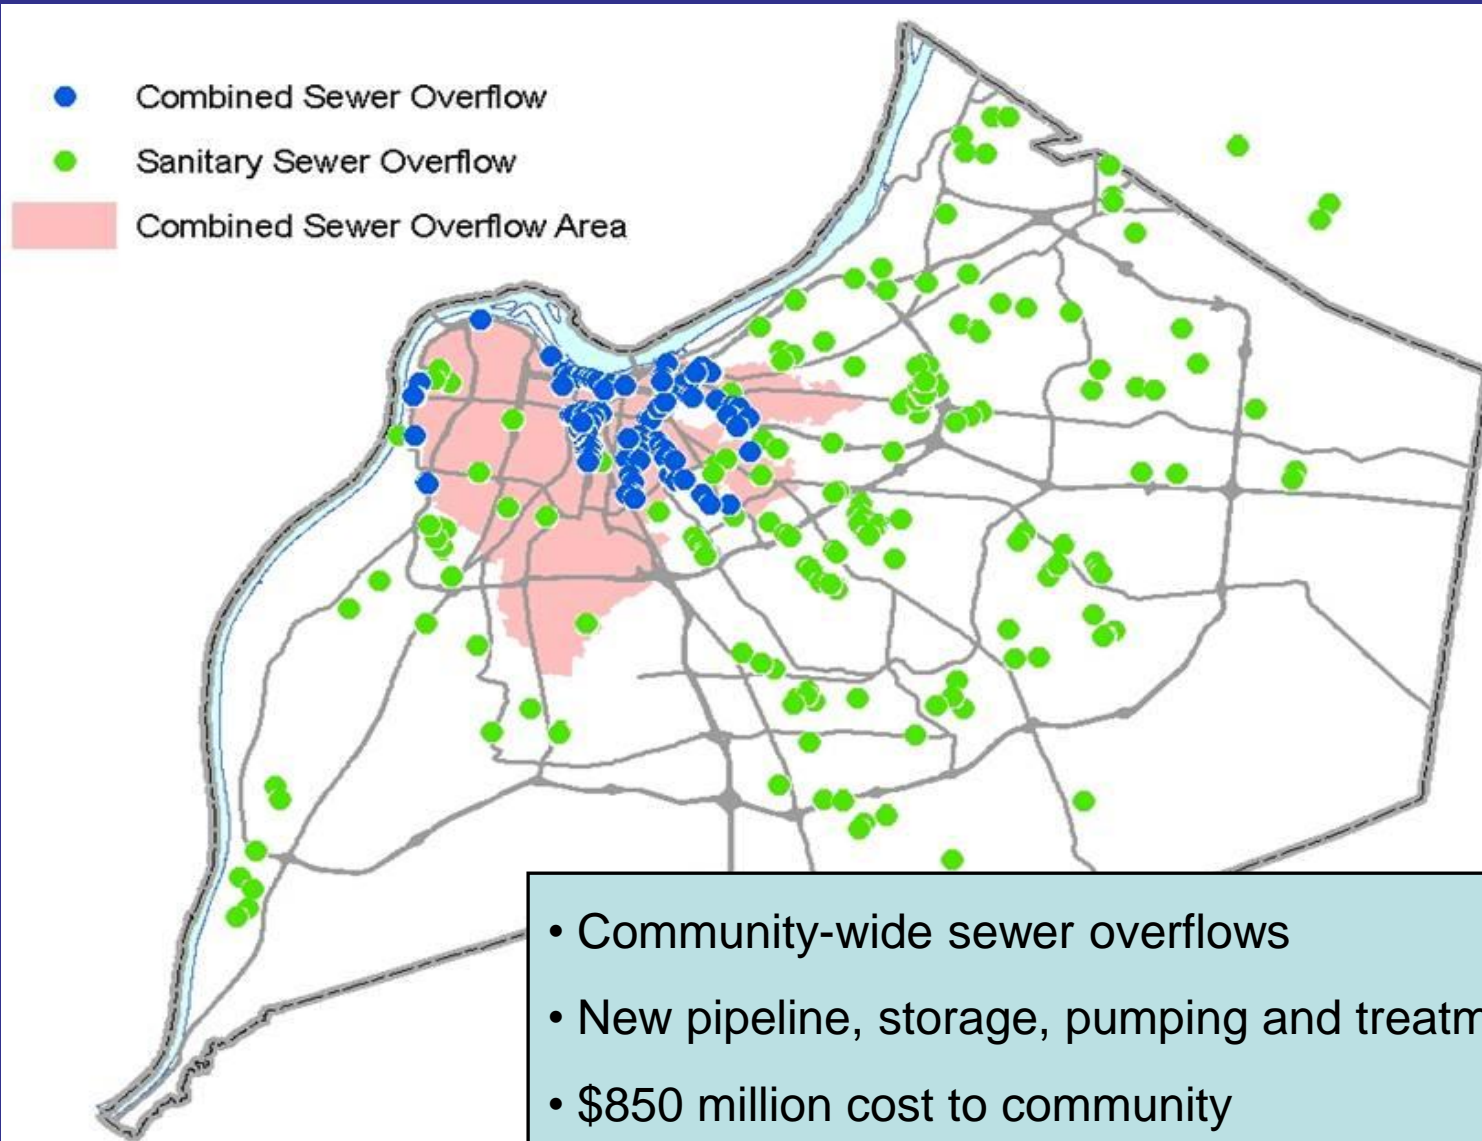 Combined Sewer Overflow
Sanitary Sewer Overflow
Combined Sewer Overflow Area
• Community-wide sewer overflows
• New pipeline, storage, pumping and treatm
• $850 million cost to community